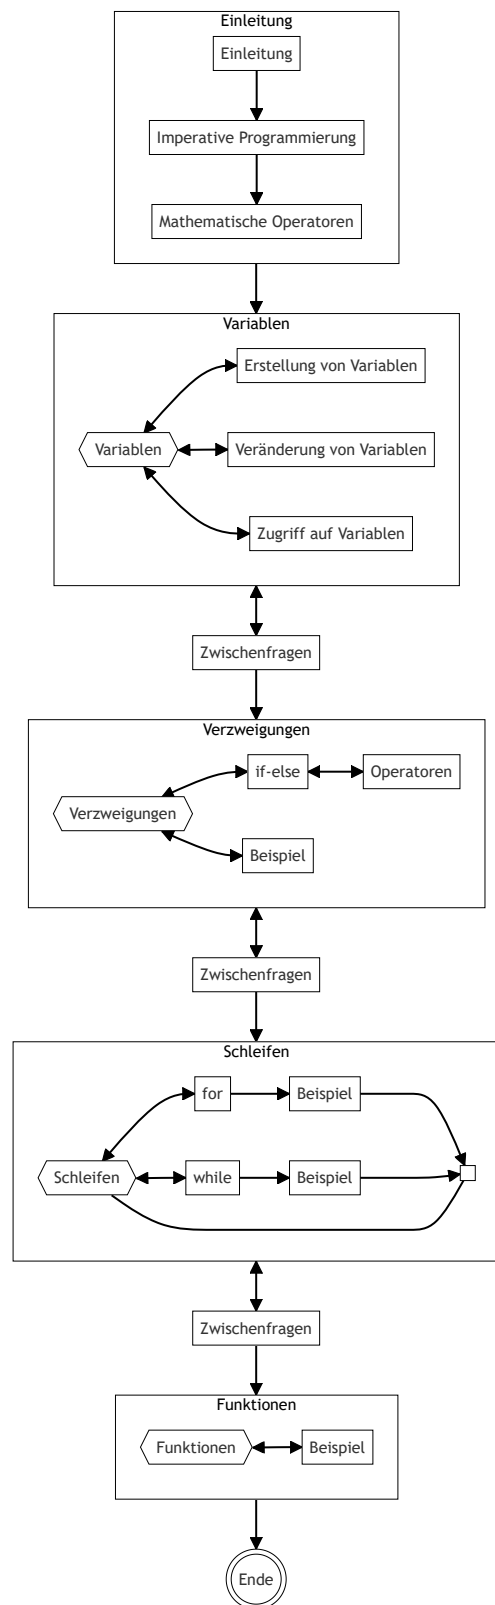 Einleitung
Einleitung
Imperative Programmierung
Mathematische Operatoren
Variablen
Erstellung von Variablen
Variablen
Veränderung von Variablen
Zugriff auf Variablen
Zwischenfragen
Verzweigungen
if-else
Operatoren
Verzweigungen
Beispiel
Zwischenfragen
Schleifen
for
Beispiel
Schleifen
while
Beispiel
Zwischenfragen
Funktionen
Funktionen
Beispiel
Ende